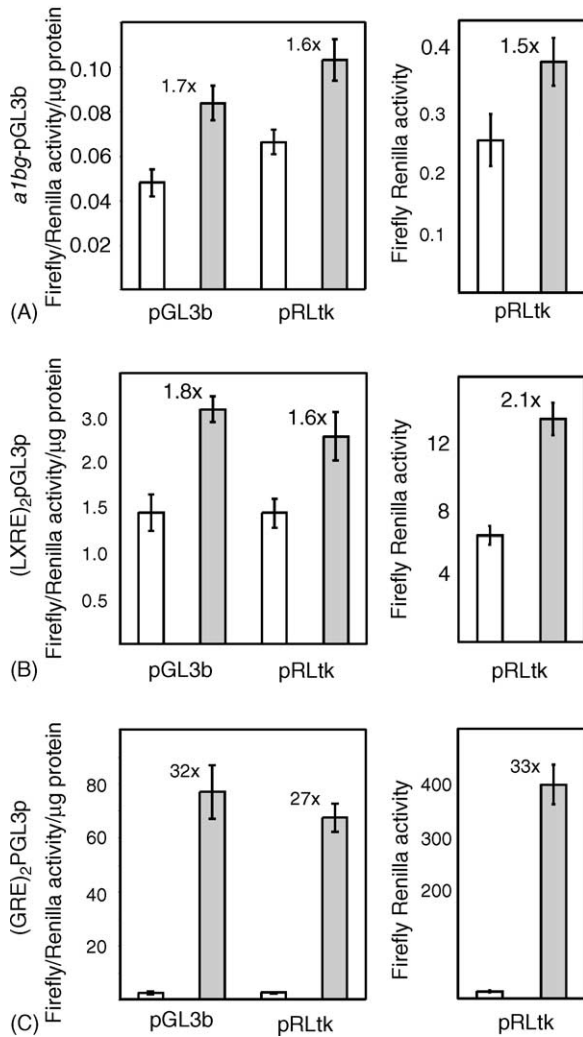 a1bg-pGL3b
Firefly/Renilla activity/µg protein
0.10
0.08
0.06
0.04
0.02
1.7x
1.6x
pGL3b
pRLtk
Firefly Renilla activity
0.4
0.3
0.2
0.1
1.5x
pRLtk
(A)
(LXRE)₂pGL3p
Firefly/Renilla activity/µg protein
3.0
2.0
1.5
1.0
0.5
1.8x
1.6x
pGL3b
pRLtk
Firefly Renilla activity
12
8
4
2.1x
pRLtk
(B)
(GRE)₂PGL3p
Firefly/Renilla activity/µg protein
80
60
40
20
32x
27x
pGL3b
pRLtk
Firefly Renilla activity
400
300
200
33x
pRLtk
(C)